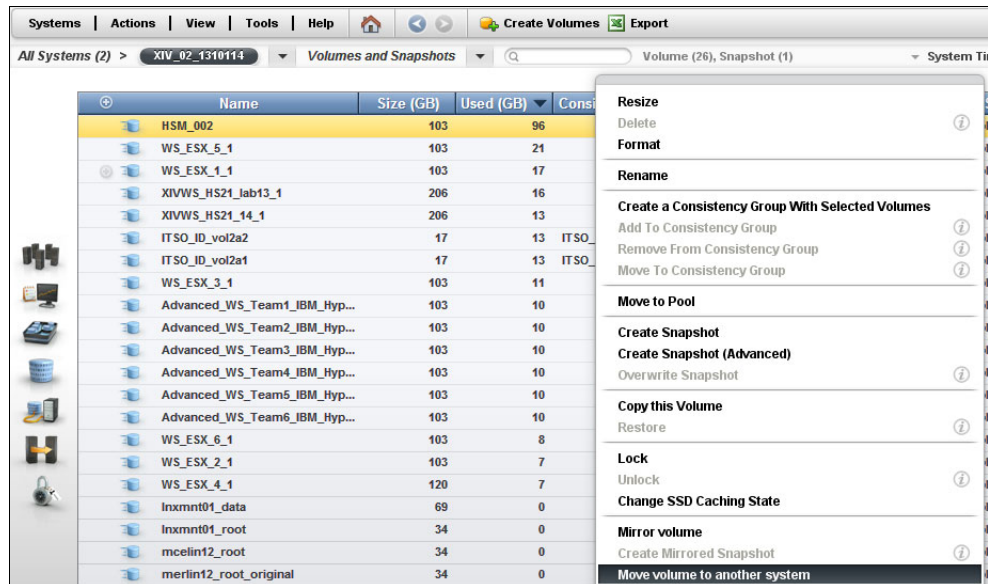 Systems | Actions | View | Tools | Help Create Volumes Export
All Systems (2) > XIV_02_1310114 Volumes and Snapshots Volume (26), Snapshot (1) System Ti
Name Size (GB) Used (GB) Consi
HSM_002 103 96
WS_ESX_5_1 103 21
WS_ESX_1_1 103 17
XIVWS_HS21_lab13_1 206 16
XIVWS_HS21_14_1 206 13
ITSO_ID_vol2a2 17 13 ITSO_
ITSO_ID_vol2a1 17 13 ITSO_
WS_ESX_3_1 103 11
Advanced_WS_Team1_IBM_Hyp... 103 10
Advanced_WS_Team2_IBM_Hyp... 103 10
Advanced_WS_Team3_IBM_Hyp... 103 10
Advanced_WS_Team4_IBM_Hyp... 103 10
Advanced_WS_Team5_IBM_Hyp... 103 10
Advanced_WS_Team6_IBM_Hyp... 103 10
WS_ESX_6_1 103 8
WS_ESX_2_1 103 7
WS_ESX_4_1 120 7
lnxmnt01_data 69 0
lnxmnt01_root 34 0
mcelin12_root 34 0
merlin12_root_original 34 0
Resize
Delete
Format
Rename
Create a Consistency Group With Selected Volumes
Add To Consistency Group
Remove From Consistency Group
Move To Consistency Group
Move to Pool
Create Snapshot
Create Snapshot (Advanced)
Overwrite Snapshot
Copy this Volume
Restore
Lock
Unlock
Change SSD Caching State
Mirror volume
Create Mirrored Snapshot
Move volume to another system